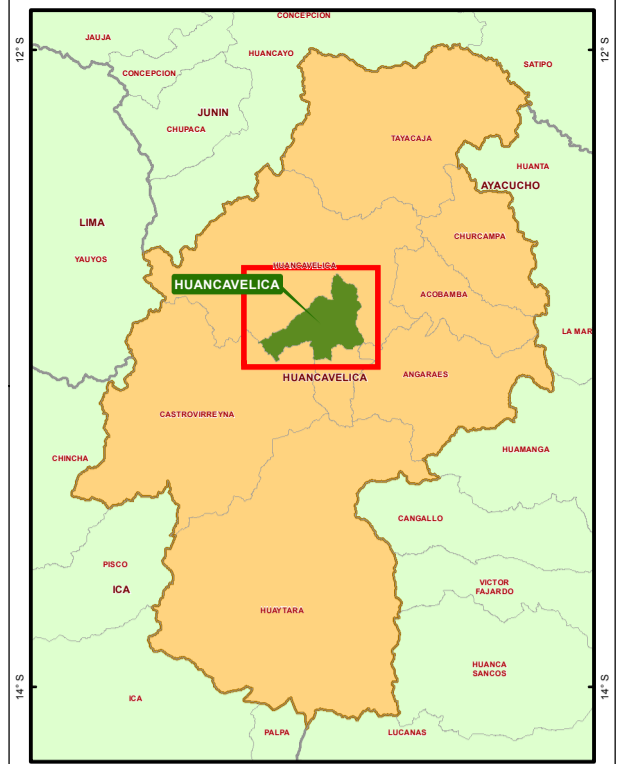 CONCEPCION
JAUJA
HUANCAYO
12° S
12° S
SATIPO
CONCEPCION
JUNIN
CHUPACA
TAYACAJA
HUANTA
AYACUCHO
LIMA
CHURCAMPA
YAUYOS
HUANCAVELICA
HUANCAVELICA
ACOBAMBA
LA MAR
HUANCAVELICA
ANGARAES
CASTROVIRREYNA
HUAMANGA
CHINCHA
CANGALLO
PISCO
ICA
VICTOR
FAJARDO
HUAYTARA
HUANCA
SANCOS
14° S
14° S
ICA
PALPA
LUCANAS